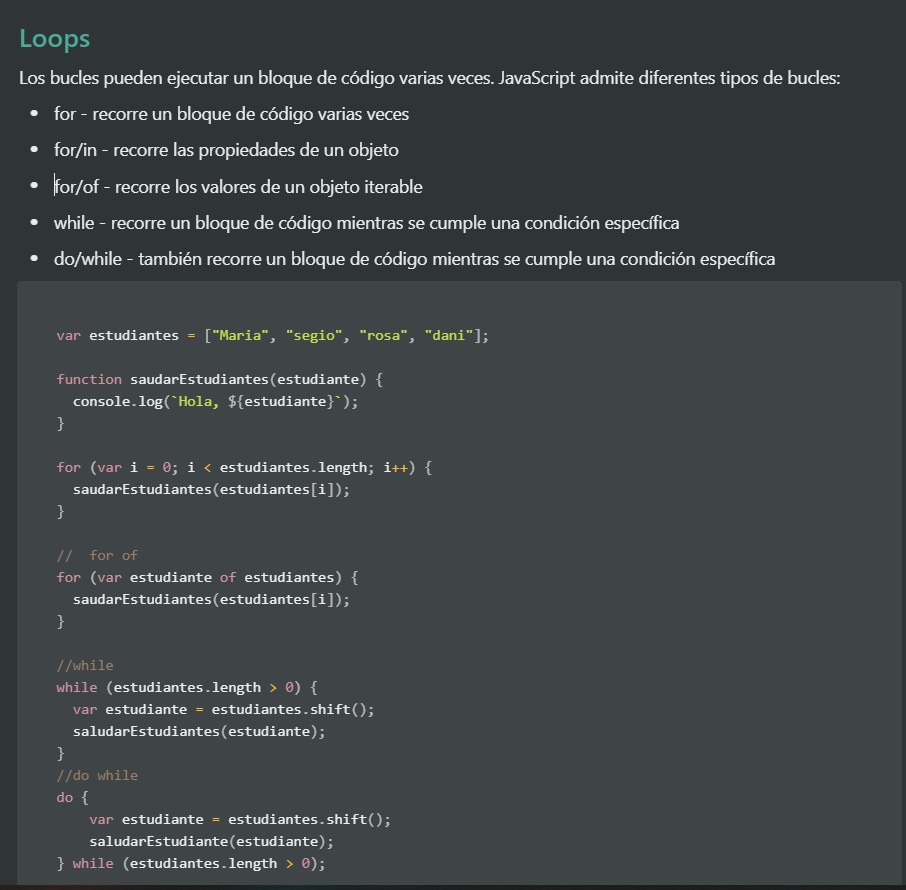 Loops
Los bucles pueden ejecutar un bloque de código varias veces. JavaScript admite diferentes tipos de bucles:
• for - recorre un bloque de código varias veces
• for/in - recorre las propiedades de un objeto
• for/of - recorre los valores de un objeto iterable
• while - recorre un bloque de código mientras se cumple una condición específica
• do/while - también recorre un bloque de código mientras se cumple una condición específica
var estudiantes = ["Maria", "segio", "rosa", "dani"];
function saudarEstudiantes(estudiante) {
  console.log(`Hola, ${estudiante}`);
}
for (var i = 0; i < estudiantes.length; i++) {
  saudarEstudiantes(estudiantes[i]);
}
//  for of
for (var estudiante of estudiantes) {
  saudarEstudiantes(estudiantes[i]);
}
//while
while (estudiantes.length > 0) {
  var estudiante = estudiantes.shift();
  saludarEstudiantes(estudiante);
}
//do while
do {
    var estudiante = estudiantes.shift();
    saludarEstudiante(estudiante);
} while (estudiantes.length > 0);